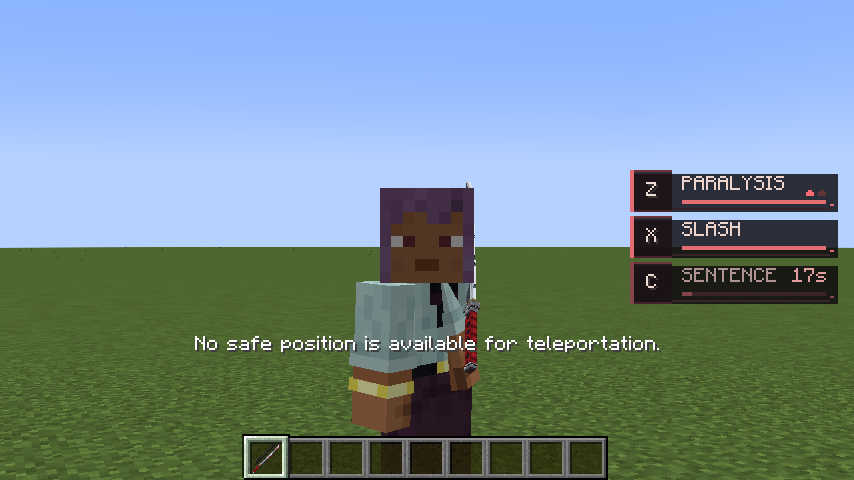 Z PARALYSIS
X SLASH
C SENTENCE 17s
No safe position is available for teleportation.